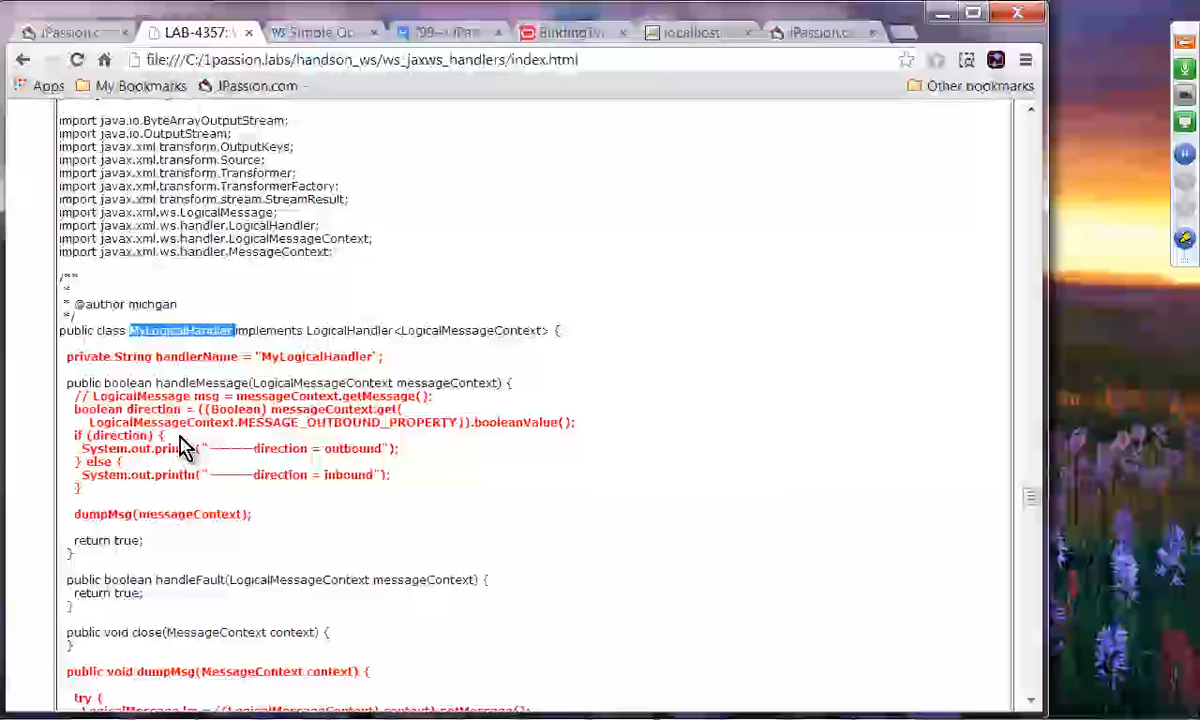 iPassion.c
LAB-4357: \
localhost
iPassion.c
file:///C:/1passion.labs/handson_ws/ws_jaxws_handlers/index.html
Apps My Bookmarks JPassion.com - Other bookmarks
import java.io.ByteArrayOutputStream;
import java.io.OutputStream;
import javax.xml.transform.OutputKeys;
import javax.xml.transform.Source;
import javax.xml.transform.Transformer;
import javax.xml.transform.TransformerFactory;
import javax.xml.transform.stream.StreamResult;
import javax.xml.ws.LogicalMessage;
import javax.xml.ws.handler.LogicalHandler;
import javax.xml.ws.handler.LogicalMessageContext;
import javax.xml.ws.handler.MessageContext;
/**
*
* @author michgan
*/
public class MyLogicalHandler implements LogicalHandler<LogicalMessageContext> {
private String handlerName = "MyLogicalHandler";
public boolean handleMessage(LogicalMessageContext messageContext) {
// LogicalMessage msg = messageContext.getMessage();
boolean direction = ((Boolean) messageContext.get(
LogicalMessageContext.MESSAGE_OUTBOUND_PROPERTY)).booleanValue();
if (direction) {
System.out.println("------direction = outbound");
} else {
System.out.println("------direction = inbound");
}
dumpMsg(messageContext);
return true;
}
public boolean handleFault(LogicalMessageContext messageContext) {
return true;
}
public void close(MessageContext context) {
}
public void dumpMsg(MessageContext context) {
try {